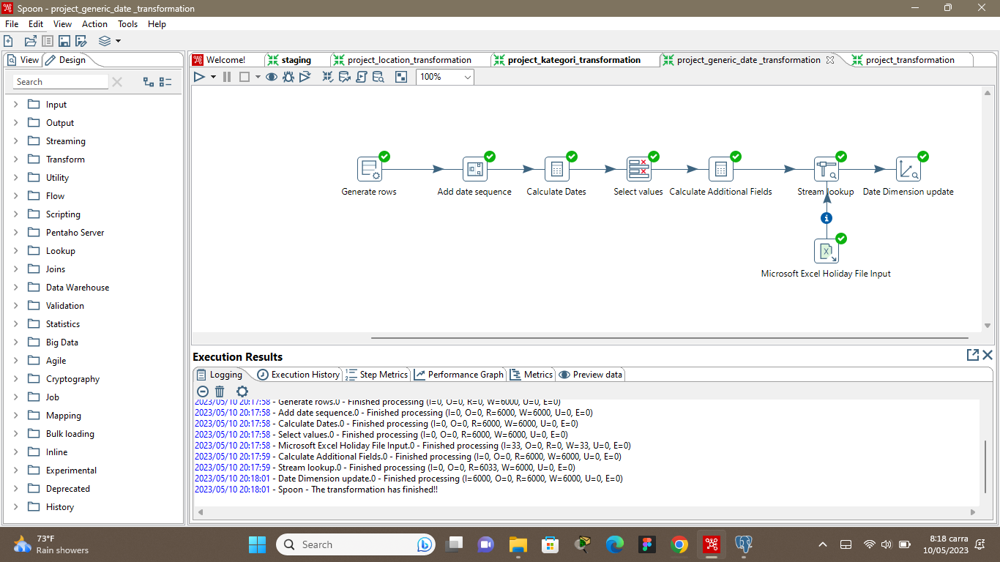 Spoon - project_generic_date _transformation
File Edit View Action Tools Help
View Design
Search
Input
Output
Streaming
Transform
Utility
Flow
Scripting
Pentaho Server
Lookup
Joins
Data Warehouse
Validation
Statistics
Big Data
Agile
Cryptography
Job
Mapping
Bulk loading
Inline
Experimental
Deprecated
History
Welcome! staging project_location_transformation project_kategori_transformation project_generic_date _transformation project_transformation
100%
Generate rows Add date sequence Calculate Dates Select values Calculate Additional Fields Stream lookup Date Dimension update
Microsoft Excel Holiday File Input
Execution Results
Logging Execution History Step Metrics Performance Graph Metrics Preview data
2023/05/10 20:17:58 - Generate rows.0 - Finished processing (I=0, O=0, R=0, W=6000, U=0, E=0)
2023/05/10 20:17:58 - Add date sequence.0 - Finished processing (I=0, O=0, R=6000, W=6000, U=0, E=0)
2023/05/10 20:17:58 - Calculate Dates.0 - Finished processing (I=0, O=0, R=6000, W=6000, U=0, E=0)
2023/05/10 20:17:58 - Select values.0 - Finished processing (I=0, O=0, R=6000, W=6000, U=0, E=0)
2023/05/10 20:17:58 - Microsoft Excel Holiday File Input.0 - Finished processing (I=33, O=0, R=0, W=33, U=0, E=0)
2023/05/10 20:17:59 - Calculate Additional Fields.0 - Finished processing (I=0, O=0, R=6000, W=6000, U=0, E=0)
2023/05/10 20:17:59 - Stream lookup.0 - Finished processing (I=0, O=0, R=6033, W=6000, U=0, E=0)
2023/05/10 20:18:01 - Date Dimension update.0 - Finished processing (I=6000, O=0, R=6000, W=6000, U=0, E=0)
2023/05/10 20:18:01 - Spoon - The transformation has finished!!
73°F
Rain showers
Search
8:18 carra
10/05/2023